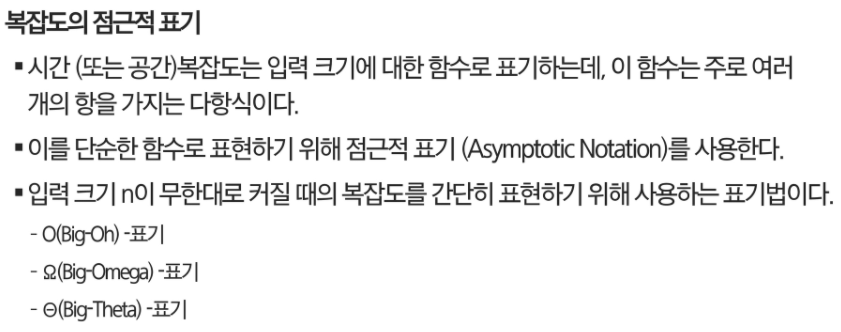 복잡도의 점근적 표기
▪ 시간 (또는 공간)복잡도는 입력 크기에 대한 함수로 표기하는데, 이 함수는 주로 여러
개의 항을 가지는 다항식이다.
▪ 이를 단순한 함수로 표현하기 위해 점근적 표기 (Asymptotic Notation)를 사용한다.
▪ 입력 크기 n이 무한대로 커질 때의 복잡도를 간단히 표현하기 위해 사용하는 표기법이다.
- O(Big-Oh) -표기
- Ω(Big-Omega) -표기
- Θ(Big-Theta) -표기